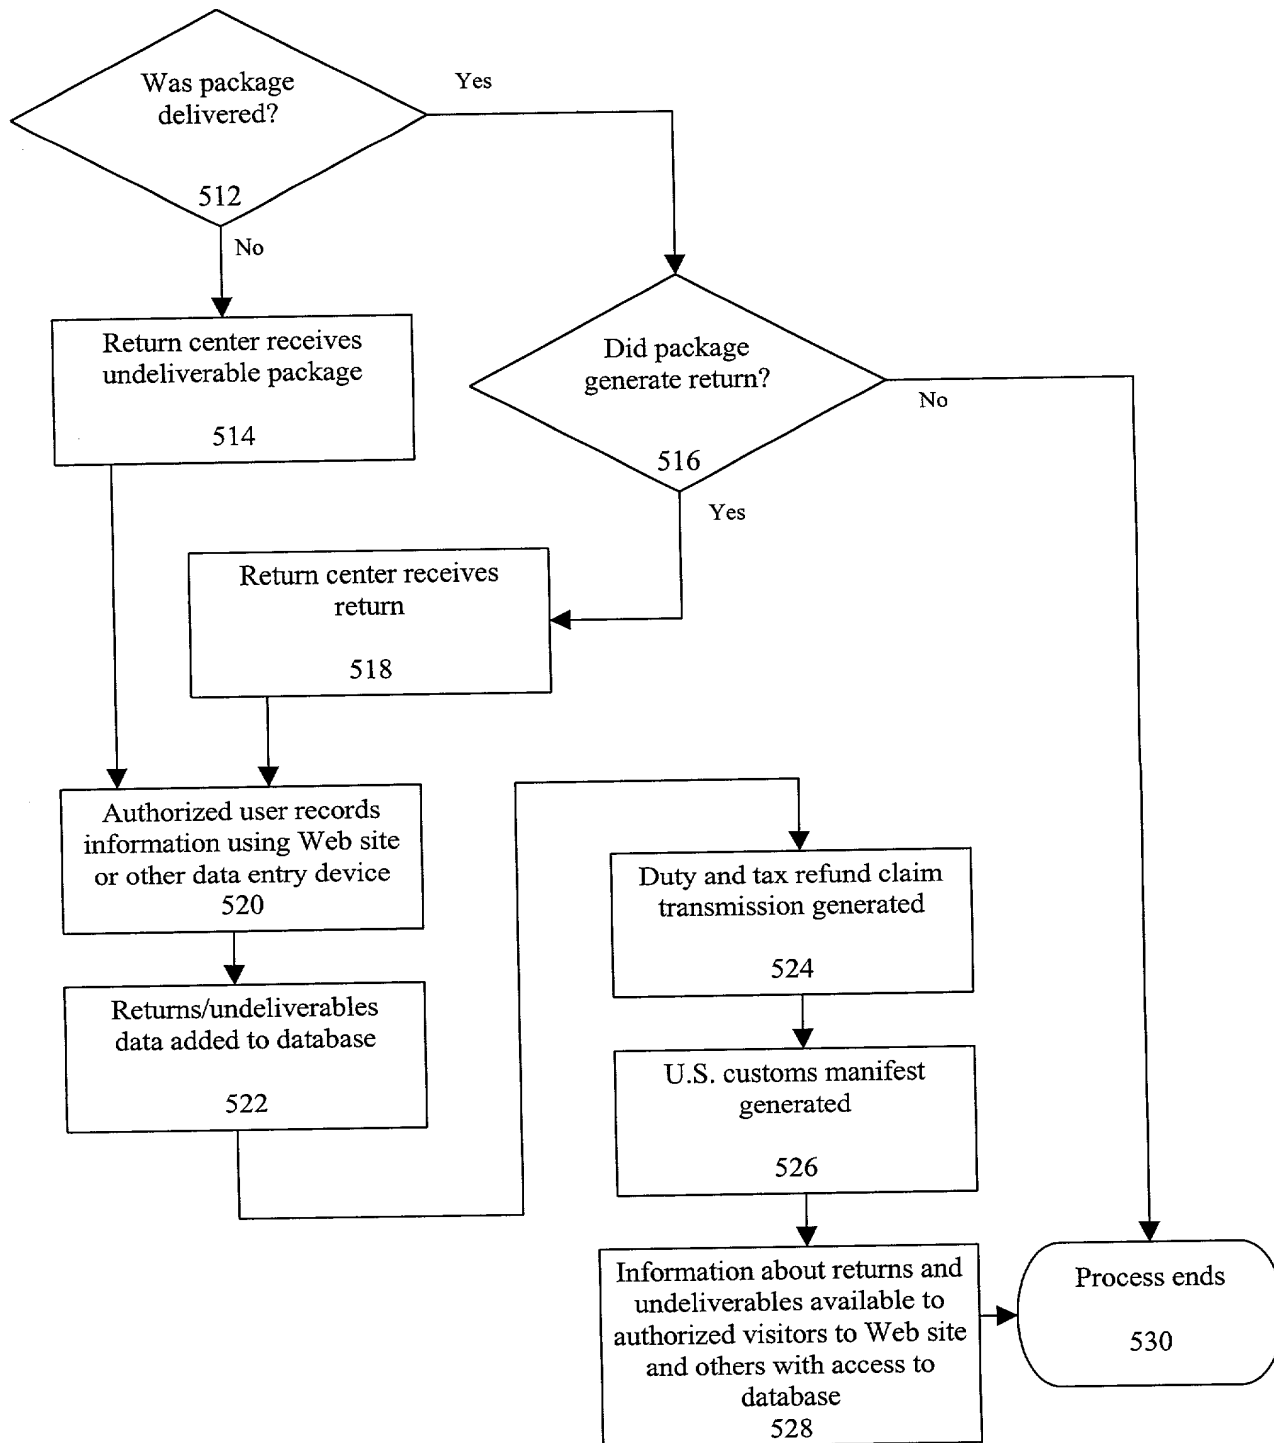 Was package
delivered?
512
Yes
No
Return center receives
undeliverable package
514
Did package
generate return?
516
No
Yes
Return center receives
return
518
Authorized user records
information using Web site
or other data entry device
520
Returns/undeliverables
data added to database
522
Duty and tax refund claim
transmission generated
524
U.S. customs manifest
generated
526
Information about returns and
undeliverables available to
authorized visitors to Web site
and others with access to
database
528
Process ends
530